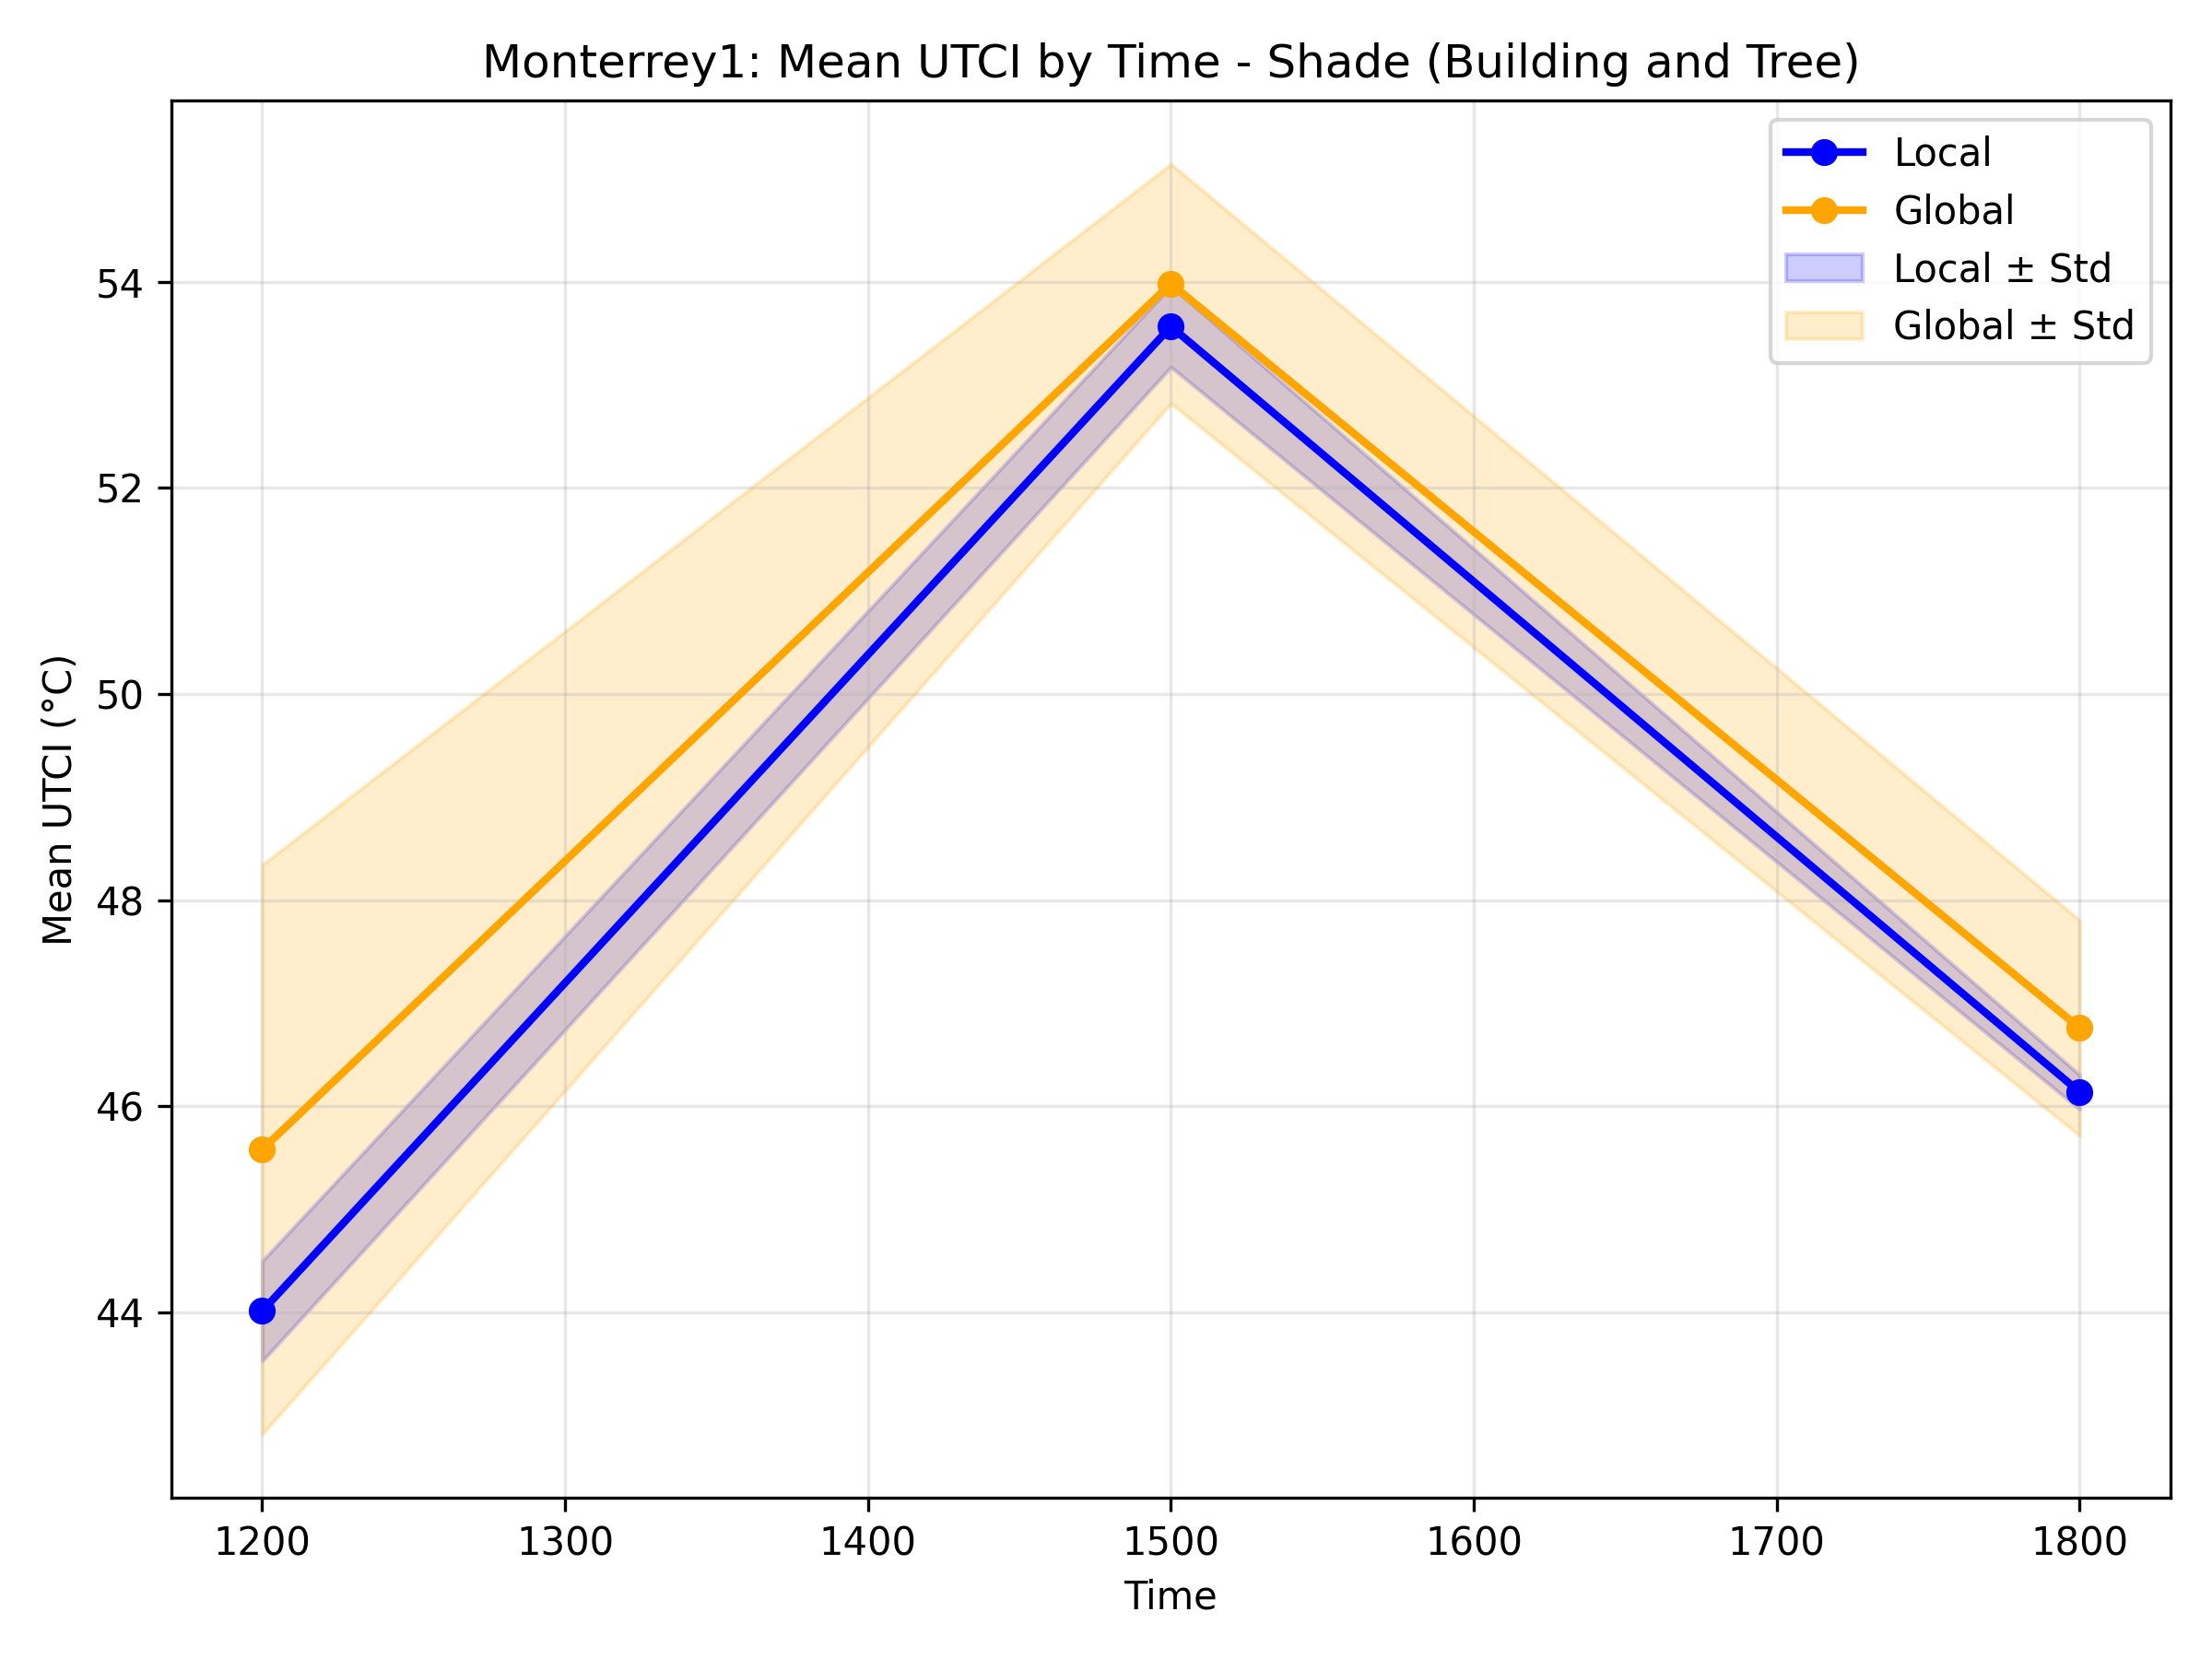 Monterrey1: Mean UTCI by Time - Shade (Building and Tree)
Local
Global
Local ± Std
Global ± Std
Mean UTCI (°C)
54
52
50
48
46
44
1200 1300 1400 1500 1600 1700 1800
Time